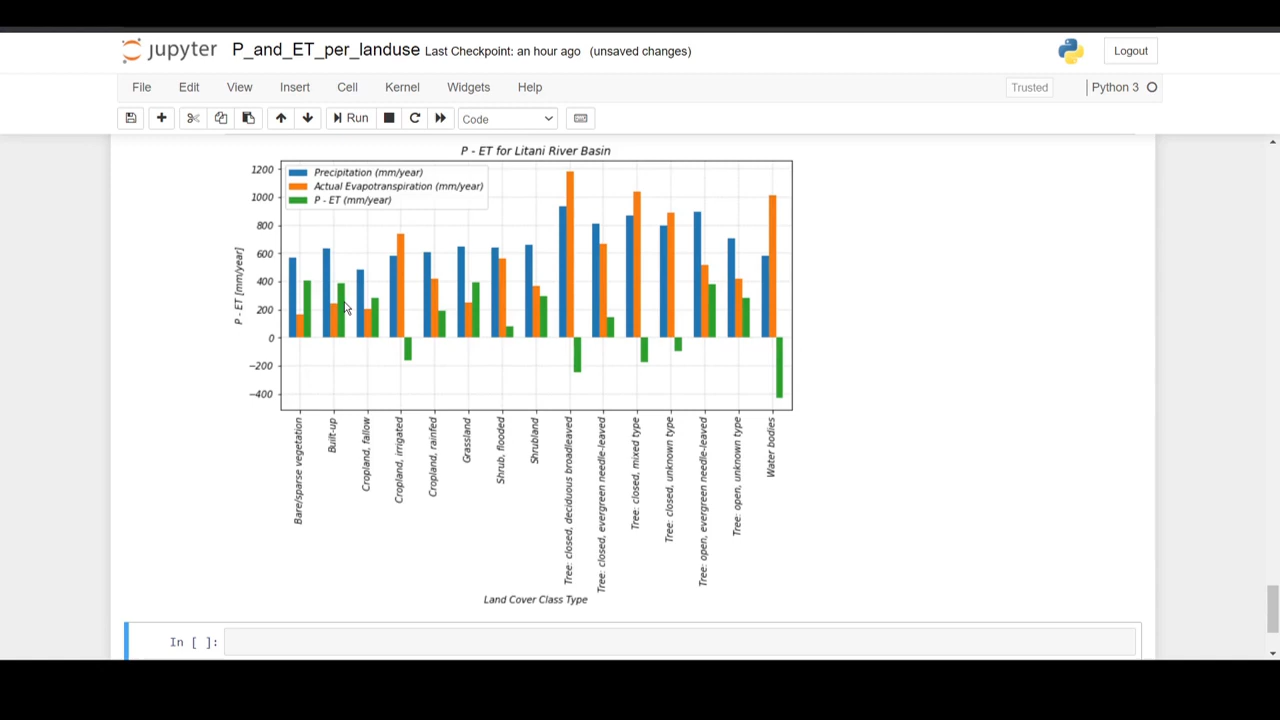 jupyter P_and_ET_per_landuse Last Checkpoint: an hour ago (unsaved changes) Logout
File Edit View Insert Cell Kernel Widgets Help Trusted Python 3
Run Code
P - ET for Litani River Basin
Precipitation (mm/year)
Actual Evapotranspiration (mm/year)
P - ET (mm/year)
P - ET [mm/year]
1200
1000
800
600
400
200
0
−200
−400
Bare/sparse vegetation
Built-up
Cropland, fallow
Cropland, irrigated
Cropland, rainfed
Grassland
Shrub, flooded
Shrubland
Tree: closed, deciduous broadleaved
Tree: closed, evergreen needle-leaved
Tree: closed, mixed type
Tree: closed, unknown type
Tree: open, evergreen needle-leaved
Tree: open, unknown type
Water bodies
Land Cover Class Type
In [ ]: